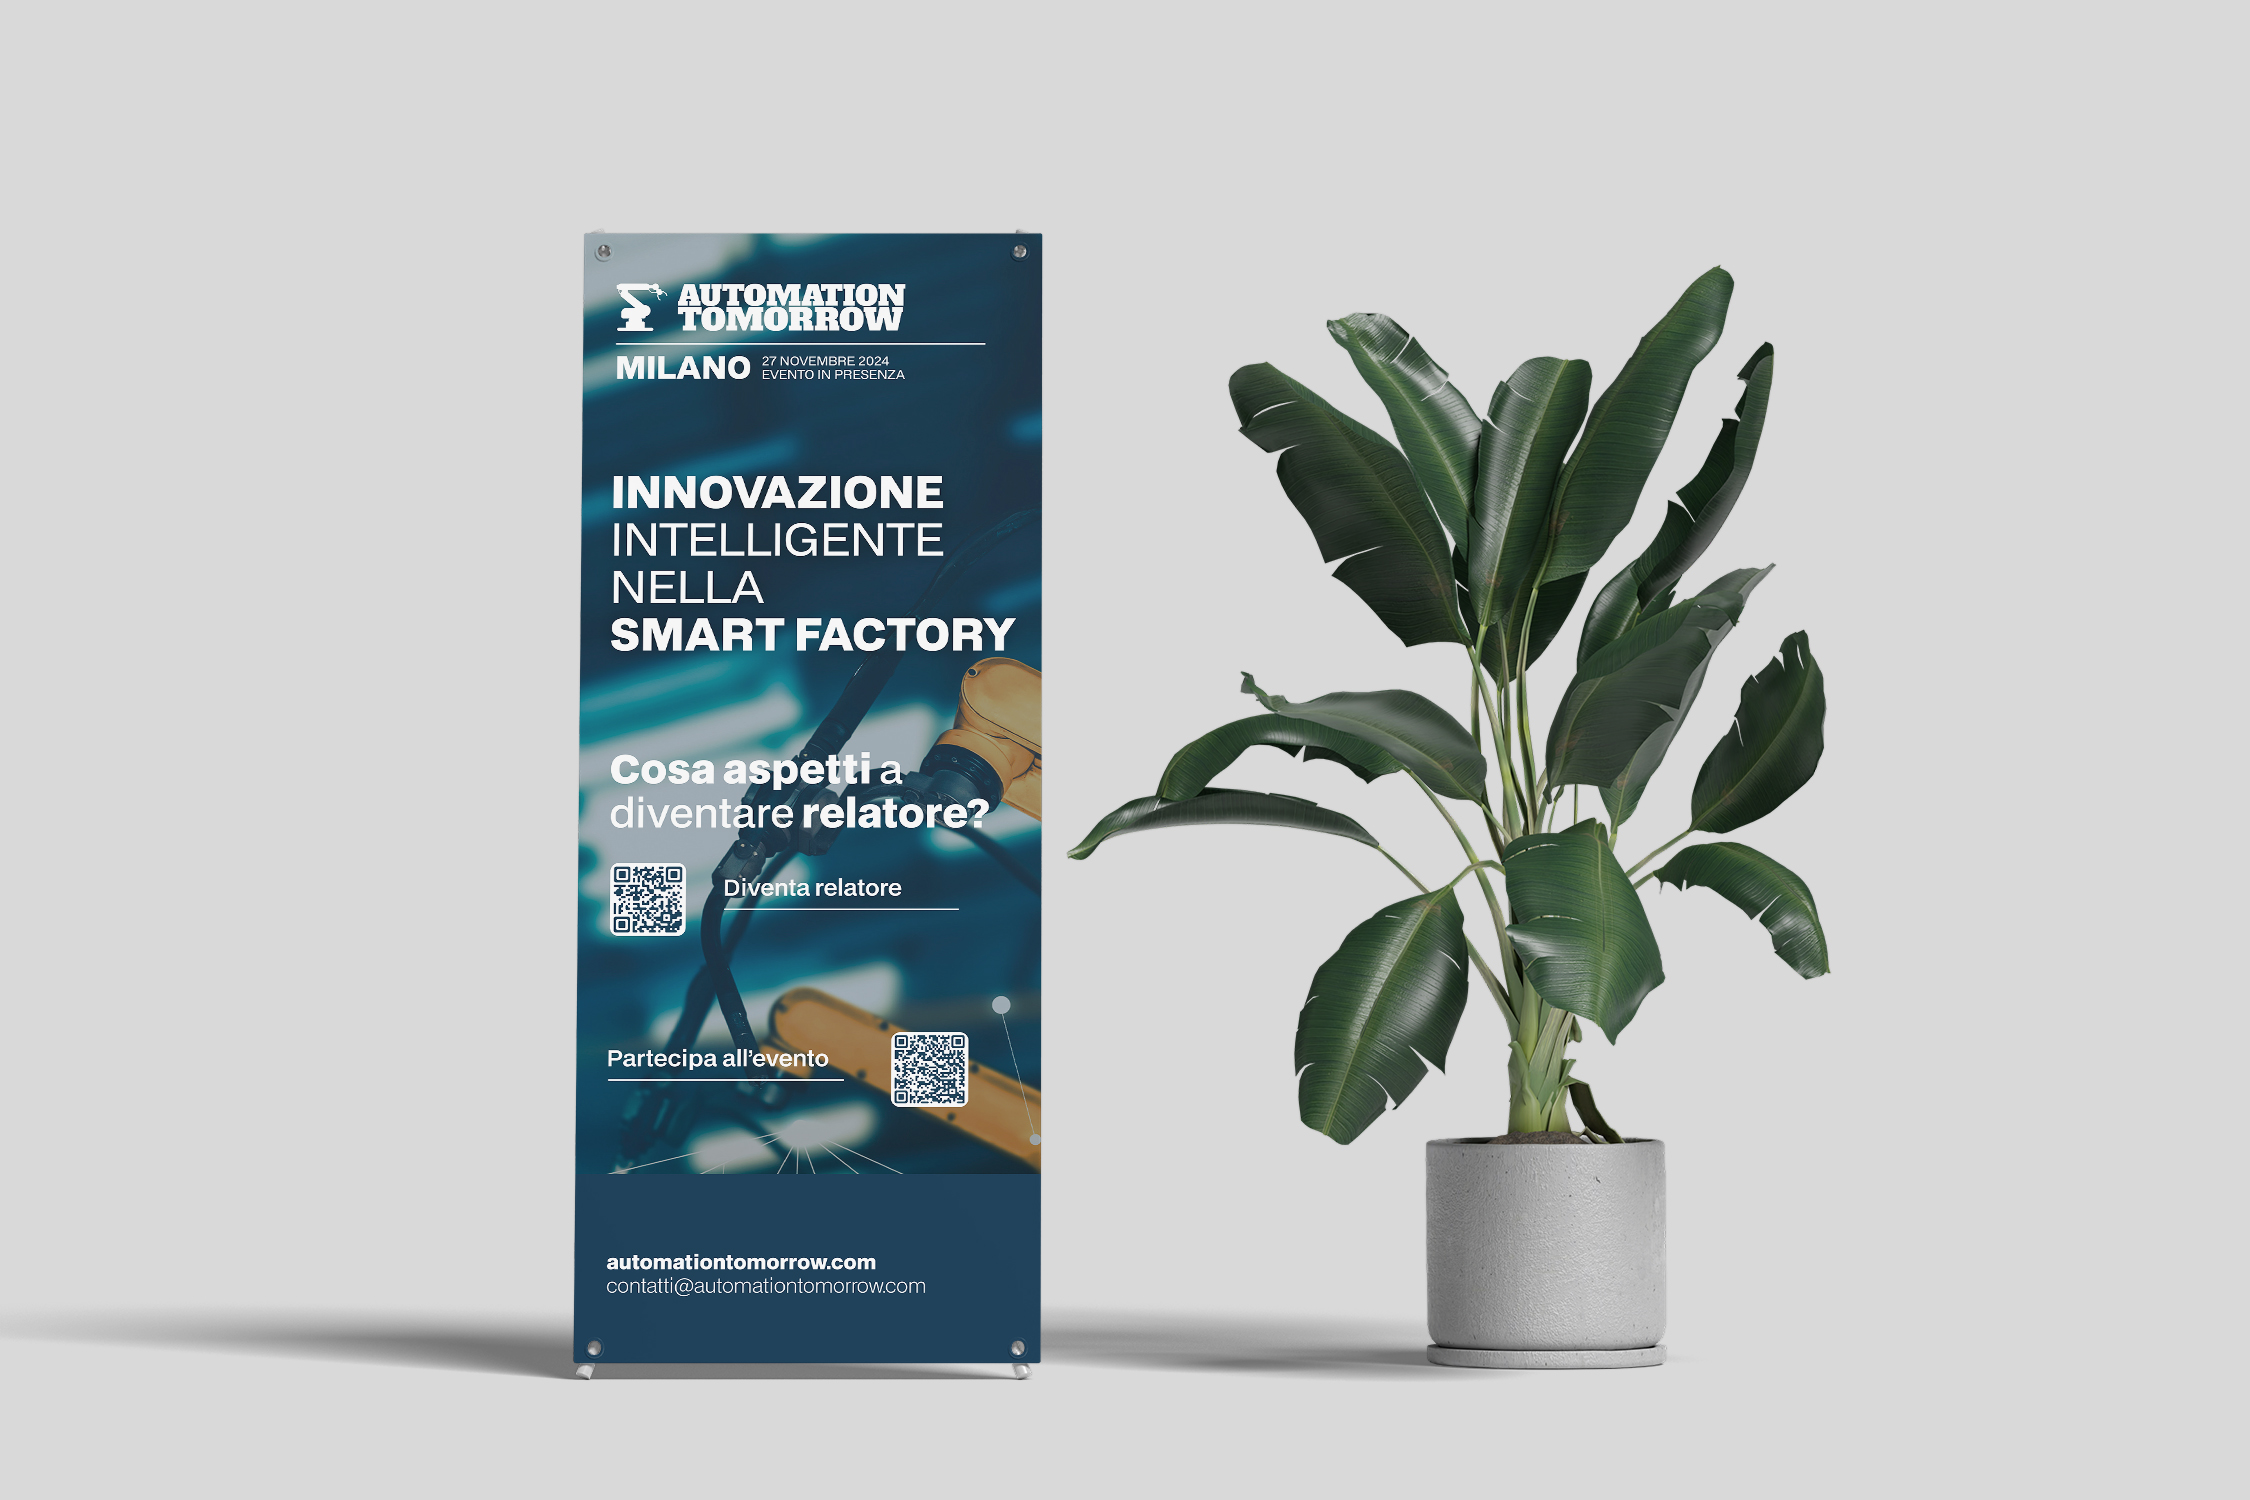 AUTOMATION
TOMORROW
MILANO
27 NOVEMBRE 2024
EVENTO IN PRESENZA
INNOVAZIONE
INTELLIGENTE
NELLA
SMART FACTORY
Cosa aspetti a
diventare relatore?
Diventa relatore
Partecipa all'evento
automationtomorrow.com
contatti@automationtomorrow.com